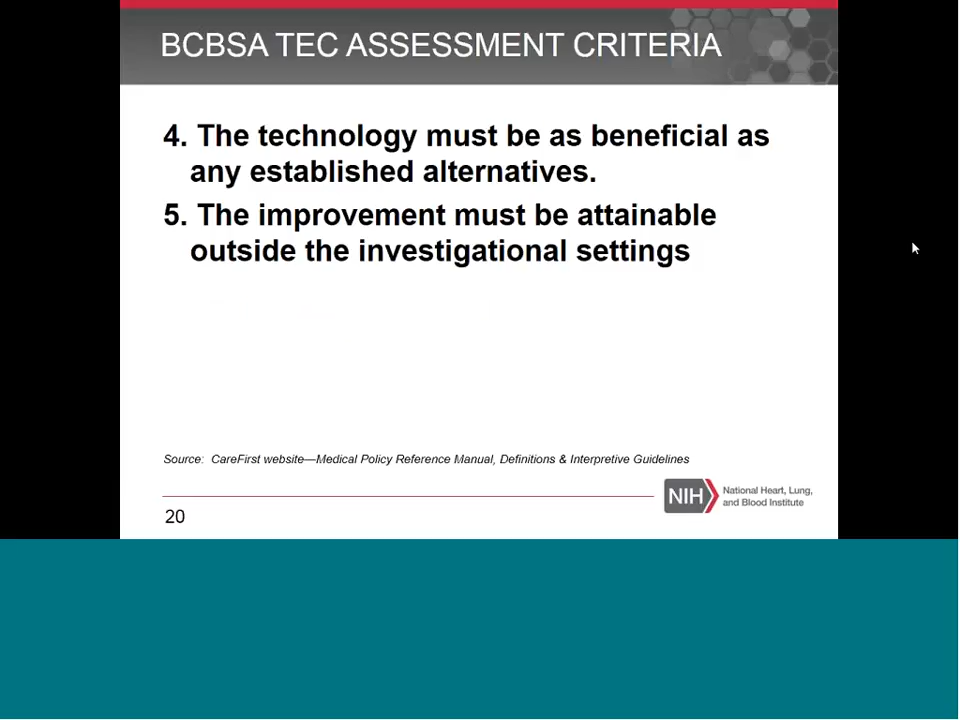 BCBSA TEC ASSESSMENT CRITERIA
4. The technology must be as beneficial as
any established alternatives.
5. The improvement must be attainable
outside the investigational settings
Source: CareFirst website—Medical Policy Reference Manual, Definitions & Interpretive Guidelines
NIH
National Heart, Lung,
and Blood Institute
20